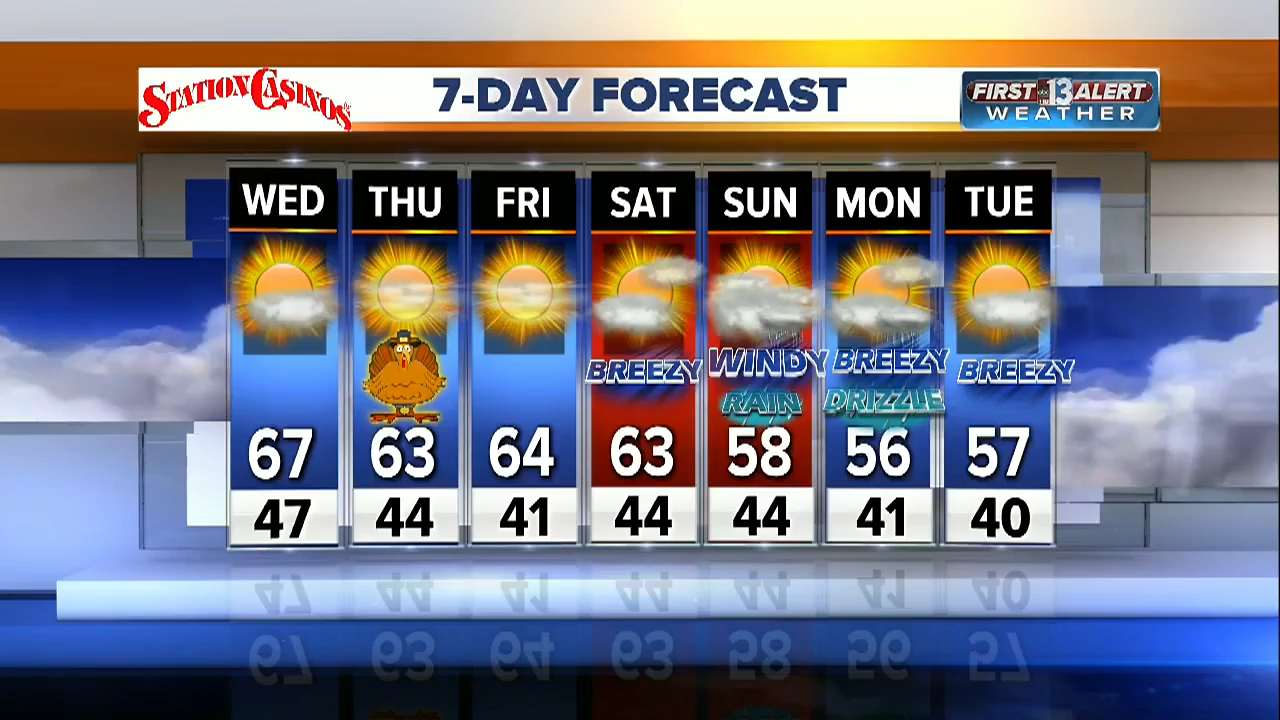 STATION CASINOS
7-DAY FORECAST
FIRST abc 13 ALERT
WEATHER
WED THU FRI SAT SUN MON TUE
BREEZY WINDY BREEZY BREEZY
RAIN DRIZZLE
67 63 64 63 58 56 57
47 44 41 44 44 41 40